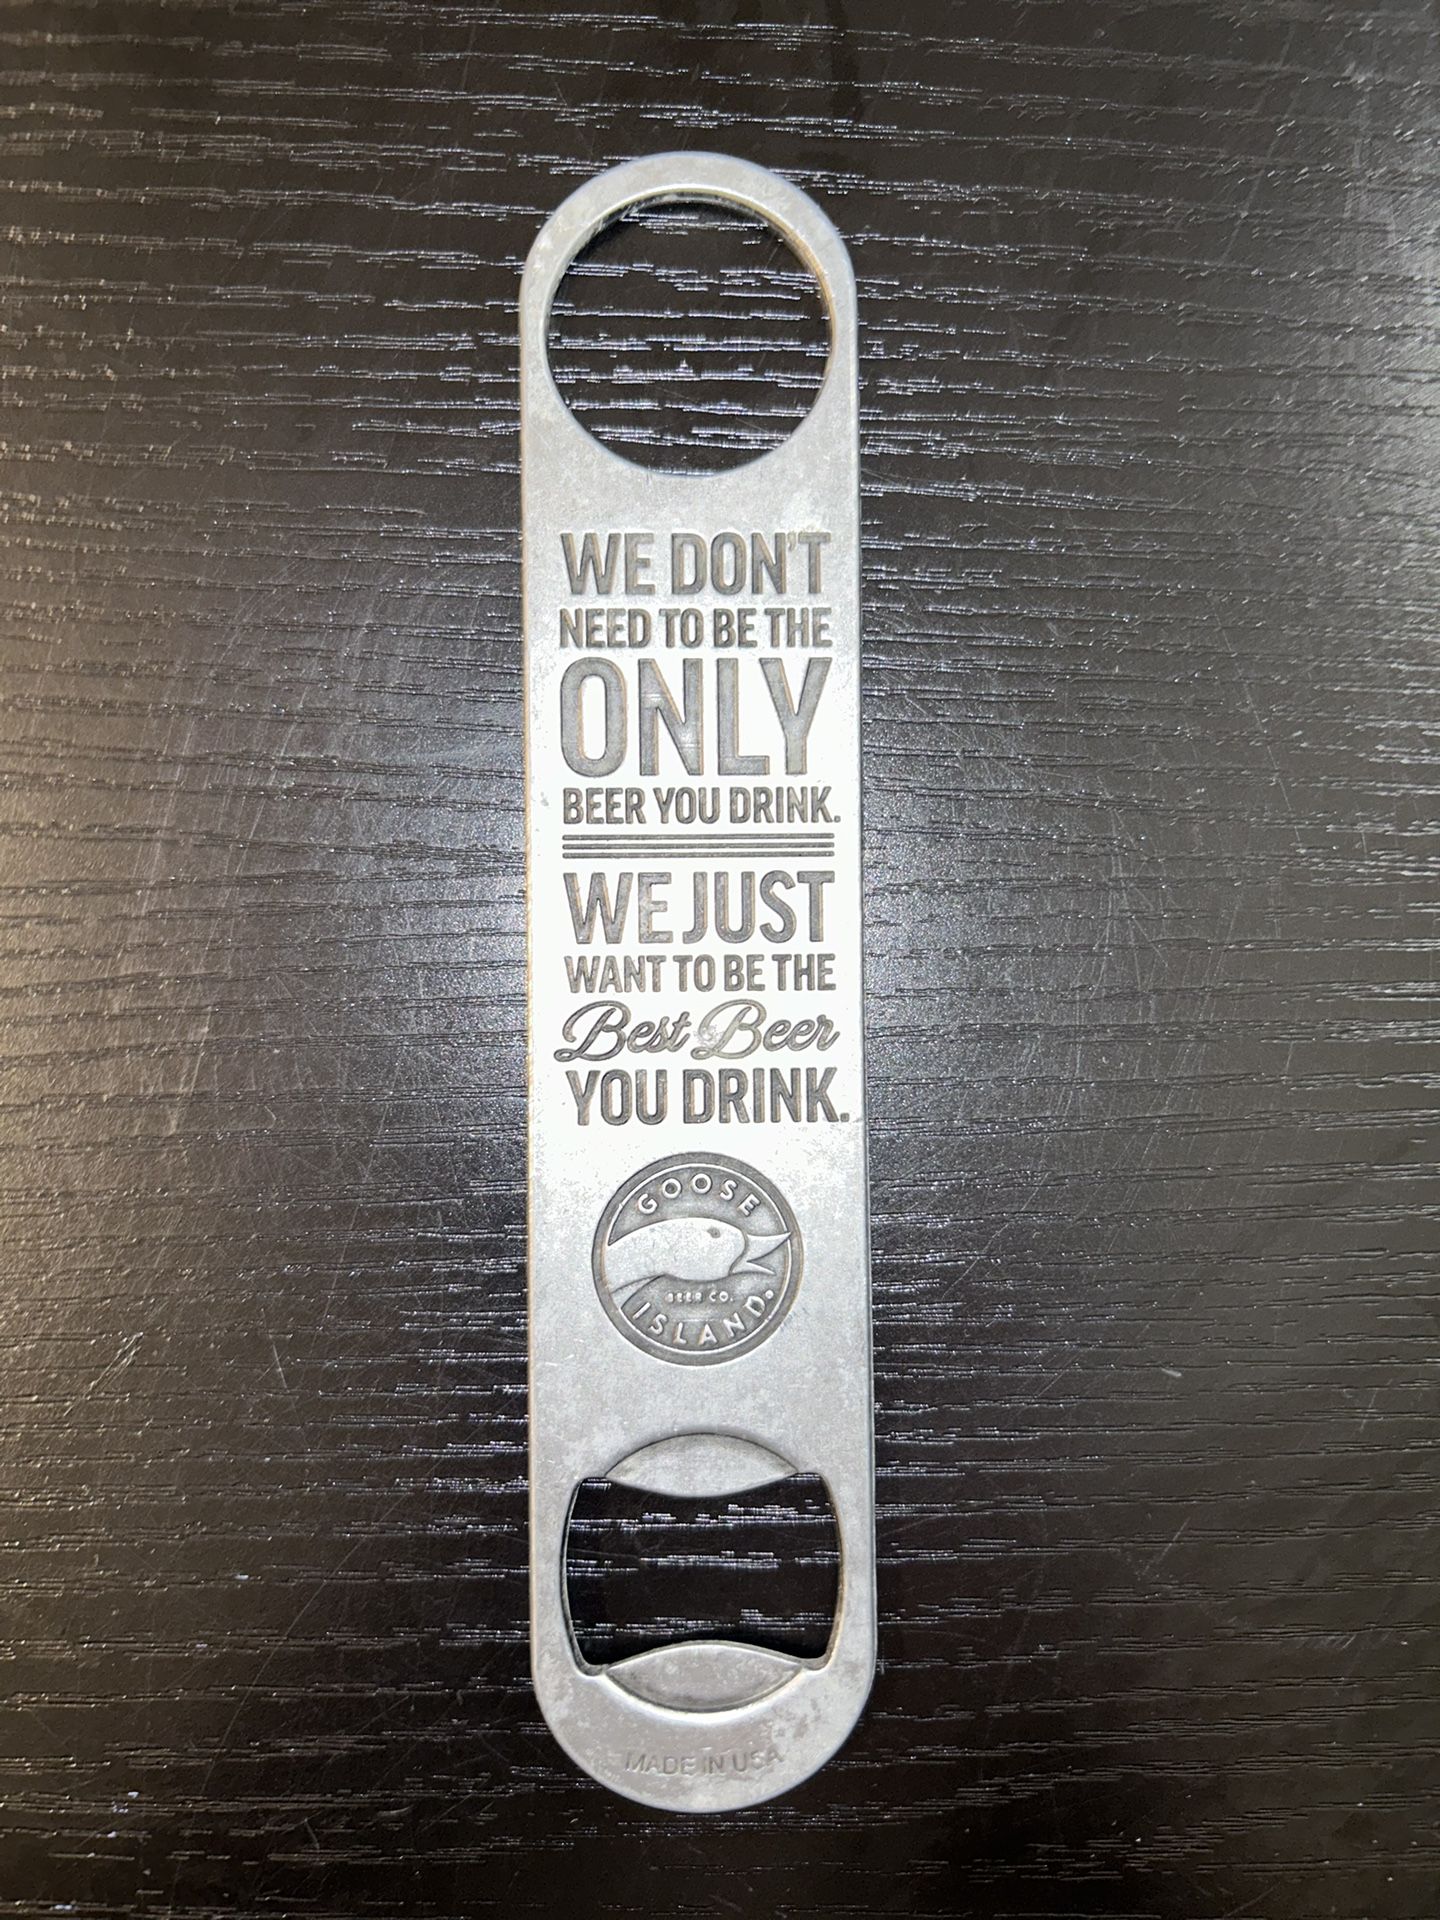 WE DON'T
NEED TO BE THE
ONLY
BEER YOU DRINK.
WE JUST
WANT TO BE THE
Best Beer
YOU DRINK.
GOOSE
BEER CO.
ISLAND®
MADE IN USA